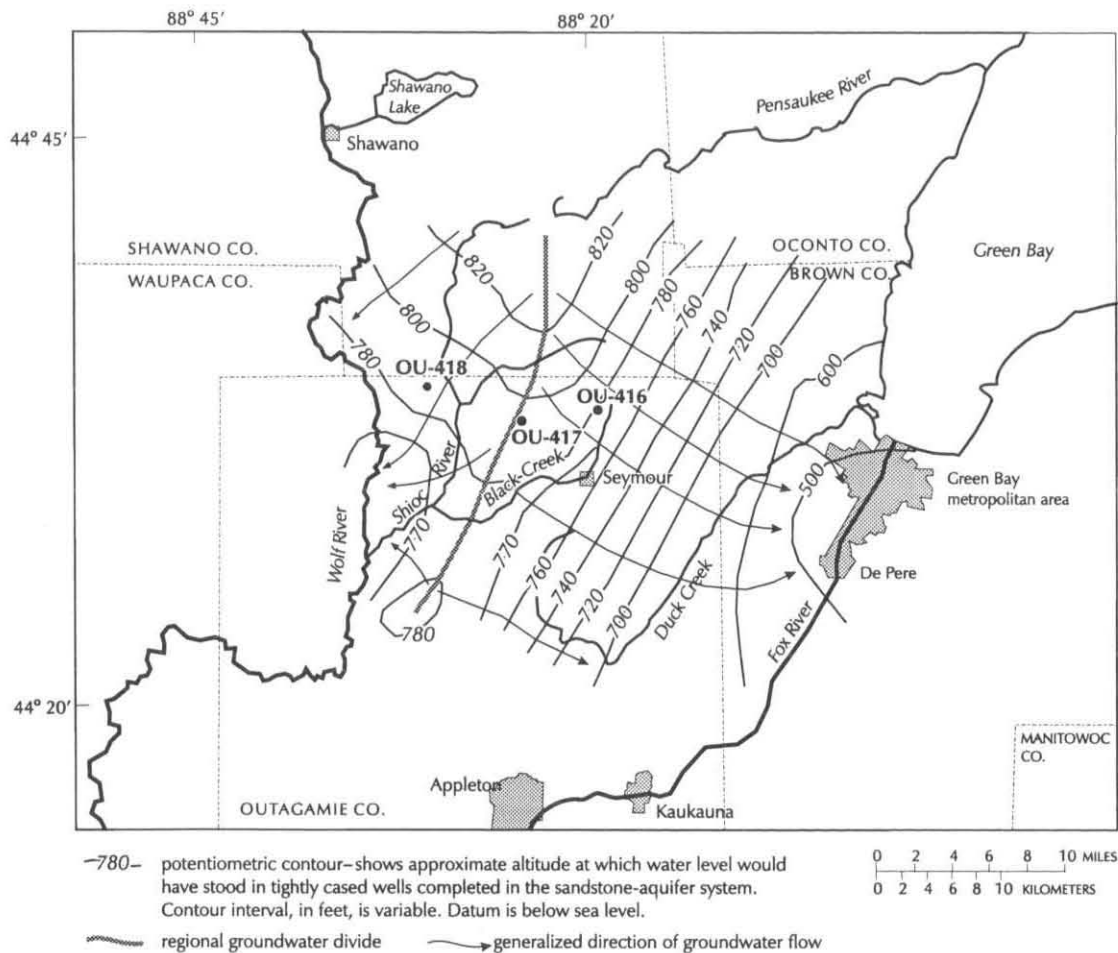 88° 45′
88° 20′
44° 45′
44° 20′
Shawano
Lake
Shawano
Pensaukee River
SHAWANO CO.
WAUPACA CO.
OCONTO CO.
BROWN CO.
Green Bay
820
820
800
800
780
780
760
740
720
700
600
500
OU-418
OU-416
OU-417
Wolf River
Shioc River
Black Creek
Seymour
Green Bay
metropolitan area
De Pere
Duck Creek
Fox River
770
770
760
740
720
700
780
MANITOWOC
CO.
Appleton
Kaukauna
OUTAGAMIE CO.
–780– potentiometric contour–shows approximate altitude at which water level would
have stood in tightly cased wells completed in the sandstone-aquifer system.
Contour interval, in feet, is variable. Datum is below sea level.
regional groundwater divide
generalized direction of groundwater flow
0 2 4 6 8 10 MILES
0 2 4 6 8 10 KILOMETERS